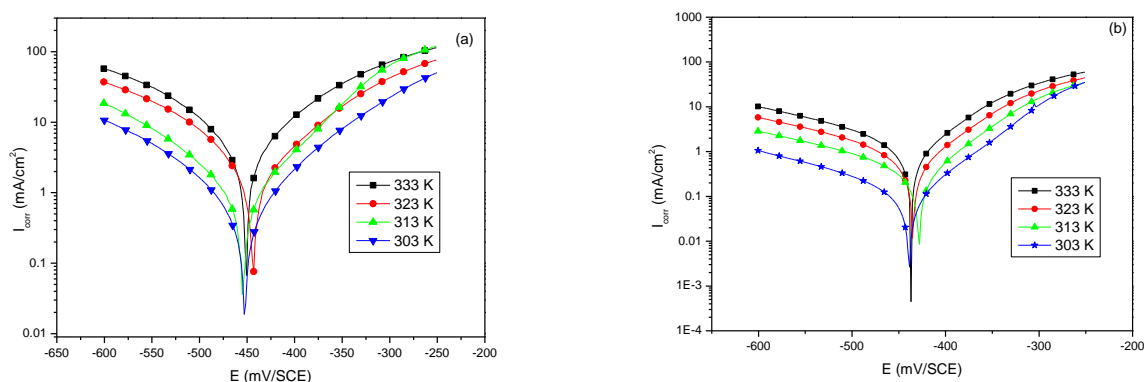 (a)
100
10
1
0.1
0.01
I_corr (mA/cm²)
333 K
323 K
313 K
303 K
-650 -600 -550 -500 -450 -400 -350 -300 -250 -200
E (mV/SCE)
(b)
1000
100
10
1
0.1
0.01
1E-3
1E-4
I_corr (mA/cm²)
333 K
323 K
313 K
303 K
-600 -500 -400 -300 -200
E (mV/SCE)